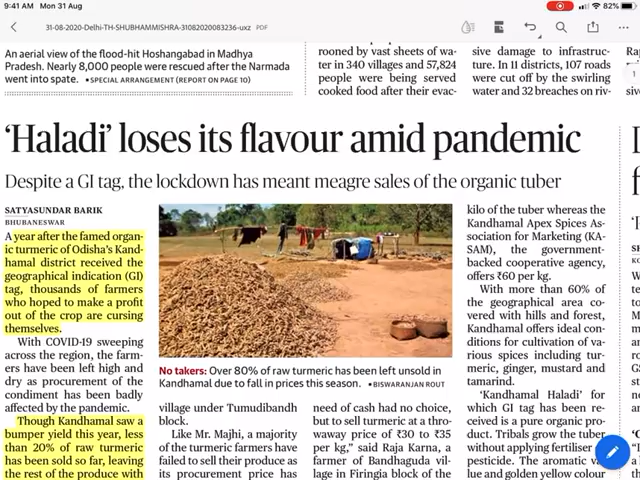 9:41 AM Mon 31 Aug
82%
31-08-2020-Delhi-TH-SHUBHAMMISHRA-31082020083236-uxz PDF
An aerial view of the flood-hit Hoshangabad in Madhya
Pradesh. Nearly 8,000 people were rescued after the Narmada
went into spate. • SPECIAL ARRANGEMENT (REPORT ON PAGE 10)
rooned by vast sheets of wa-
ter in 340 villages and 57,824
people were being served
cooked food after their evac-
sive damage to infrastruc-
ture. In 11 districts, 107 roads
were cut off by the swirling
water and 32 breaches on riv-
1
‘Haladi’ loses its flavour amid pandemic
Despite a GI tag, the lockdown has meant meagre sales of the organic tuber
SATYASUNDAR BARIK
BHUBANESWAR
A year after the famed organ-
ic turmeric of Odisha’s Kand-
hamal district received the
geographical indication (GI)
tag, thousands of farmers
who hoped to make a profit
out of the crop are cursing
themselves.
With COVID-19 sweeping
across the region, the farm-
ers have been left high and
dry as procurement of the
condiment has been badly
affected by the pandemic.
Though Kandhamal saw a
bumper yield this year, less
than 20% of raw turmeric
has been sold so far, leaving
the rest of the produce with
No takers: Over 80% of raw turmeric has been left unsold in
Kandhamal due to fall in prices this season. • BISWARANJAN ROUT
village under Tumudibandh
block.
Like Mr. Majhi, a majority
of the turmeric farmers have
failed to sell their produce as
its procurement price has
need of cash had no choice,
but to sell turmeric at a thro-
waway price of ₹30 to ₹35
per kg,” said Raja Karna, a
farmer of Bandhaguda vil-
lage in Firingia block of the
kilo of the tuber whereas the
Kandhamal Apex Spices As-
sociation for Marketing (KA-
SAM), the government-
backed cooperative agency,
offers ₹60 per kg.
With more than 60% of
the geographical area co-
vered with hills and forest,
Kandhamal offers ideal con-
ditions for cultivation of va-
rious spices including tur-
meric, ginger, mustard and
tamarind.
‘Kandhamal Haladi’ for
which GI tag has been re-
ceived is a pure organic pro-
duct. Tribals grow the tuber
without applying fertiliser
pesticide. The aromatic va-
lue and golden yellow colour